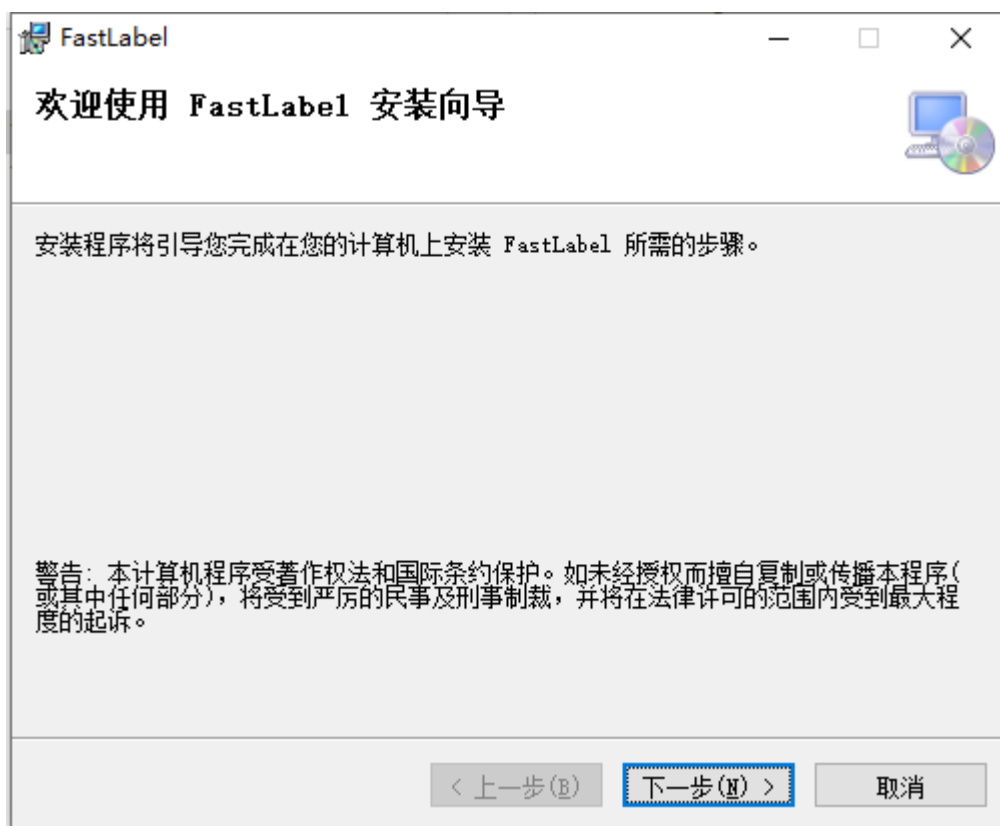 FastLabel
欢迎使用 FastLabel 安装向导
安装程序将引导您完成在您的计算机上安装 FastLabel 所需的步骤。
警告: 本计算机程序受著作权法和国际条约保护。如未经授权而擅自复制或传播本程序(
或其中任何部分)，将受到严厉的民事及刑事制裁，并将在法律许可的范围内受到最大程
度的起诉。
< 上一步(B)
下一步(N) >
取消